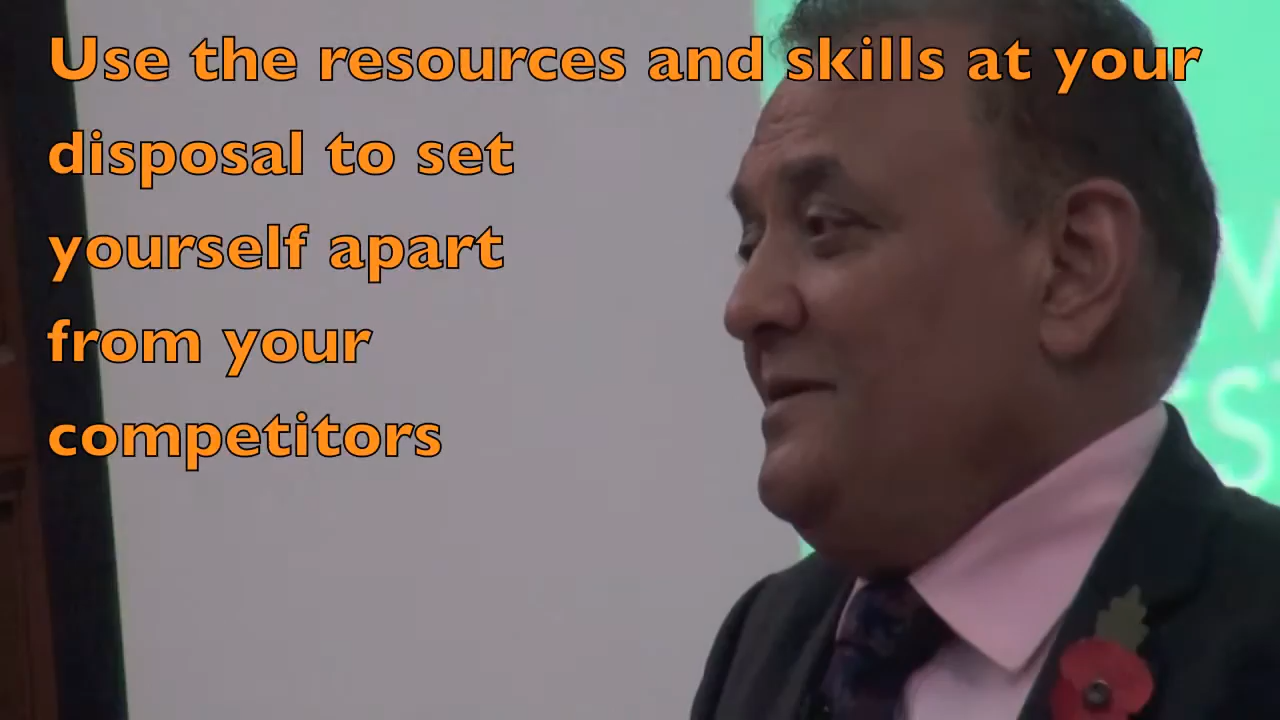 Use the resources and skills at your
disposal to set
yourself apart
from your
competitors